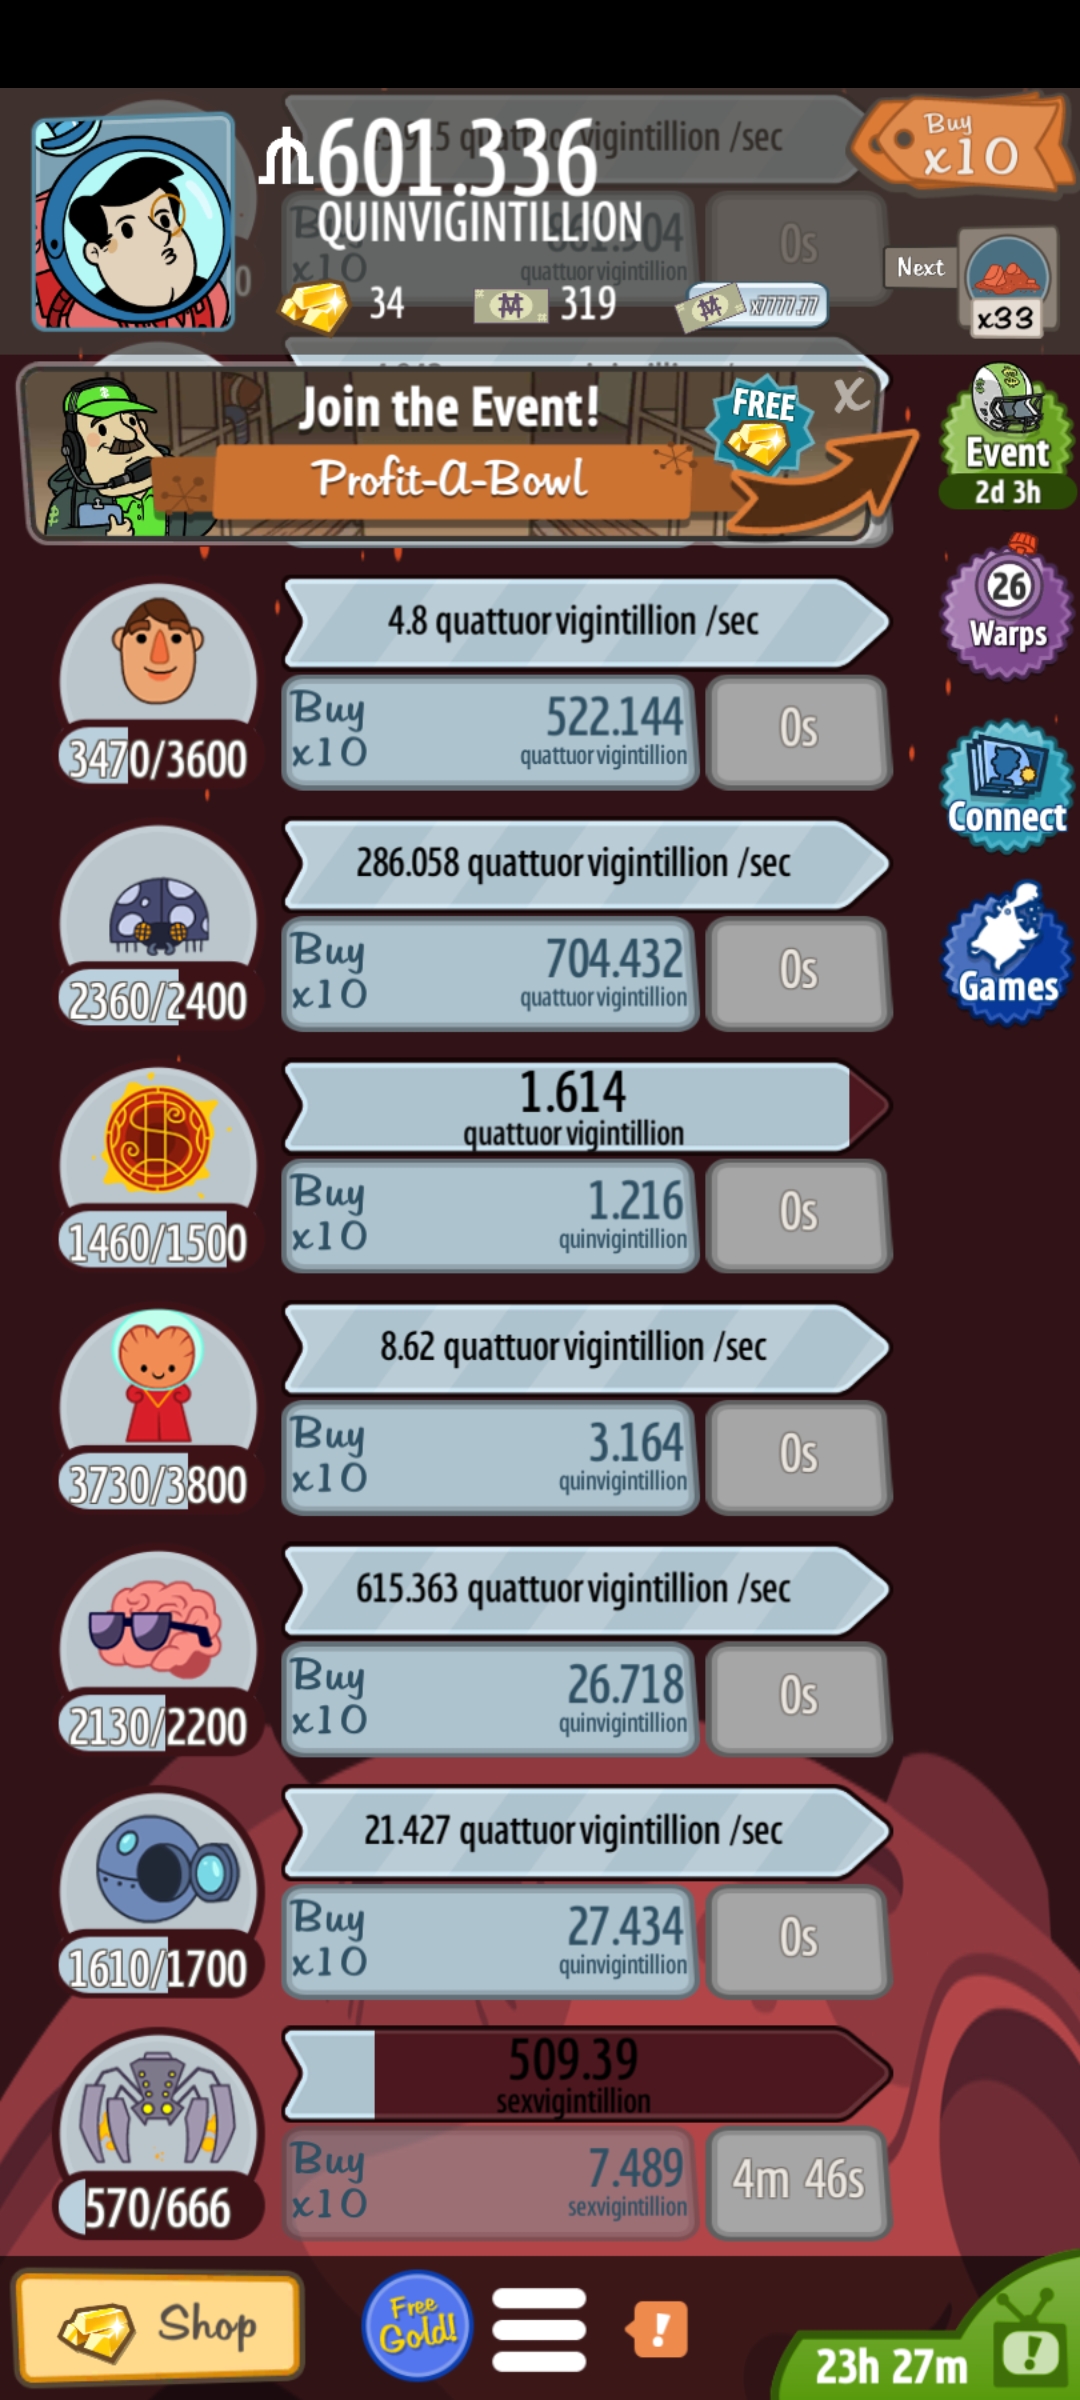 quattuorvigintillion /sec
Buy
x10
601.336
QUINVIGINTILLION
quattuorvigintillion
0s
Buy
x10
34
319
x7777.77
Next
x33
Join the Event!
Profit-A-Bowl
FREE
X
Event
2d 3h
4.8 quattuorvigintillion /sec
Buy
x10
522.144
quattuorvigintillion
0s
3470/3600
26
Warps
286.058 quattuorvigintillion /sec
Buy
x10
704.432
quattuorvigintillion
0s
2360/2400
Connect
Games
1.614
quattuorvigintillion
Buy
x10
1.216
quinvigintillion
0s
1460/1500
8.62 quattuorvigintillion /sec
Buy
x10
3.164
quinvigintillion
0s
3730/3800
615.363 quattuorvigintillion /sec
Buy
x10
26.718
quinvigintillion
0s
2130/2200
21.427 quattuorvigintillion /sec
Buy
x10
27.434
quinvigintillion
0s
1610/1700
509.39
sexvigintillion
Buy
x10
7.489
sexvigintillion
4m 46s
570/666
Shop
Free
Gold!
!
23h 27m
!